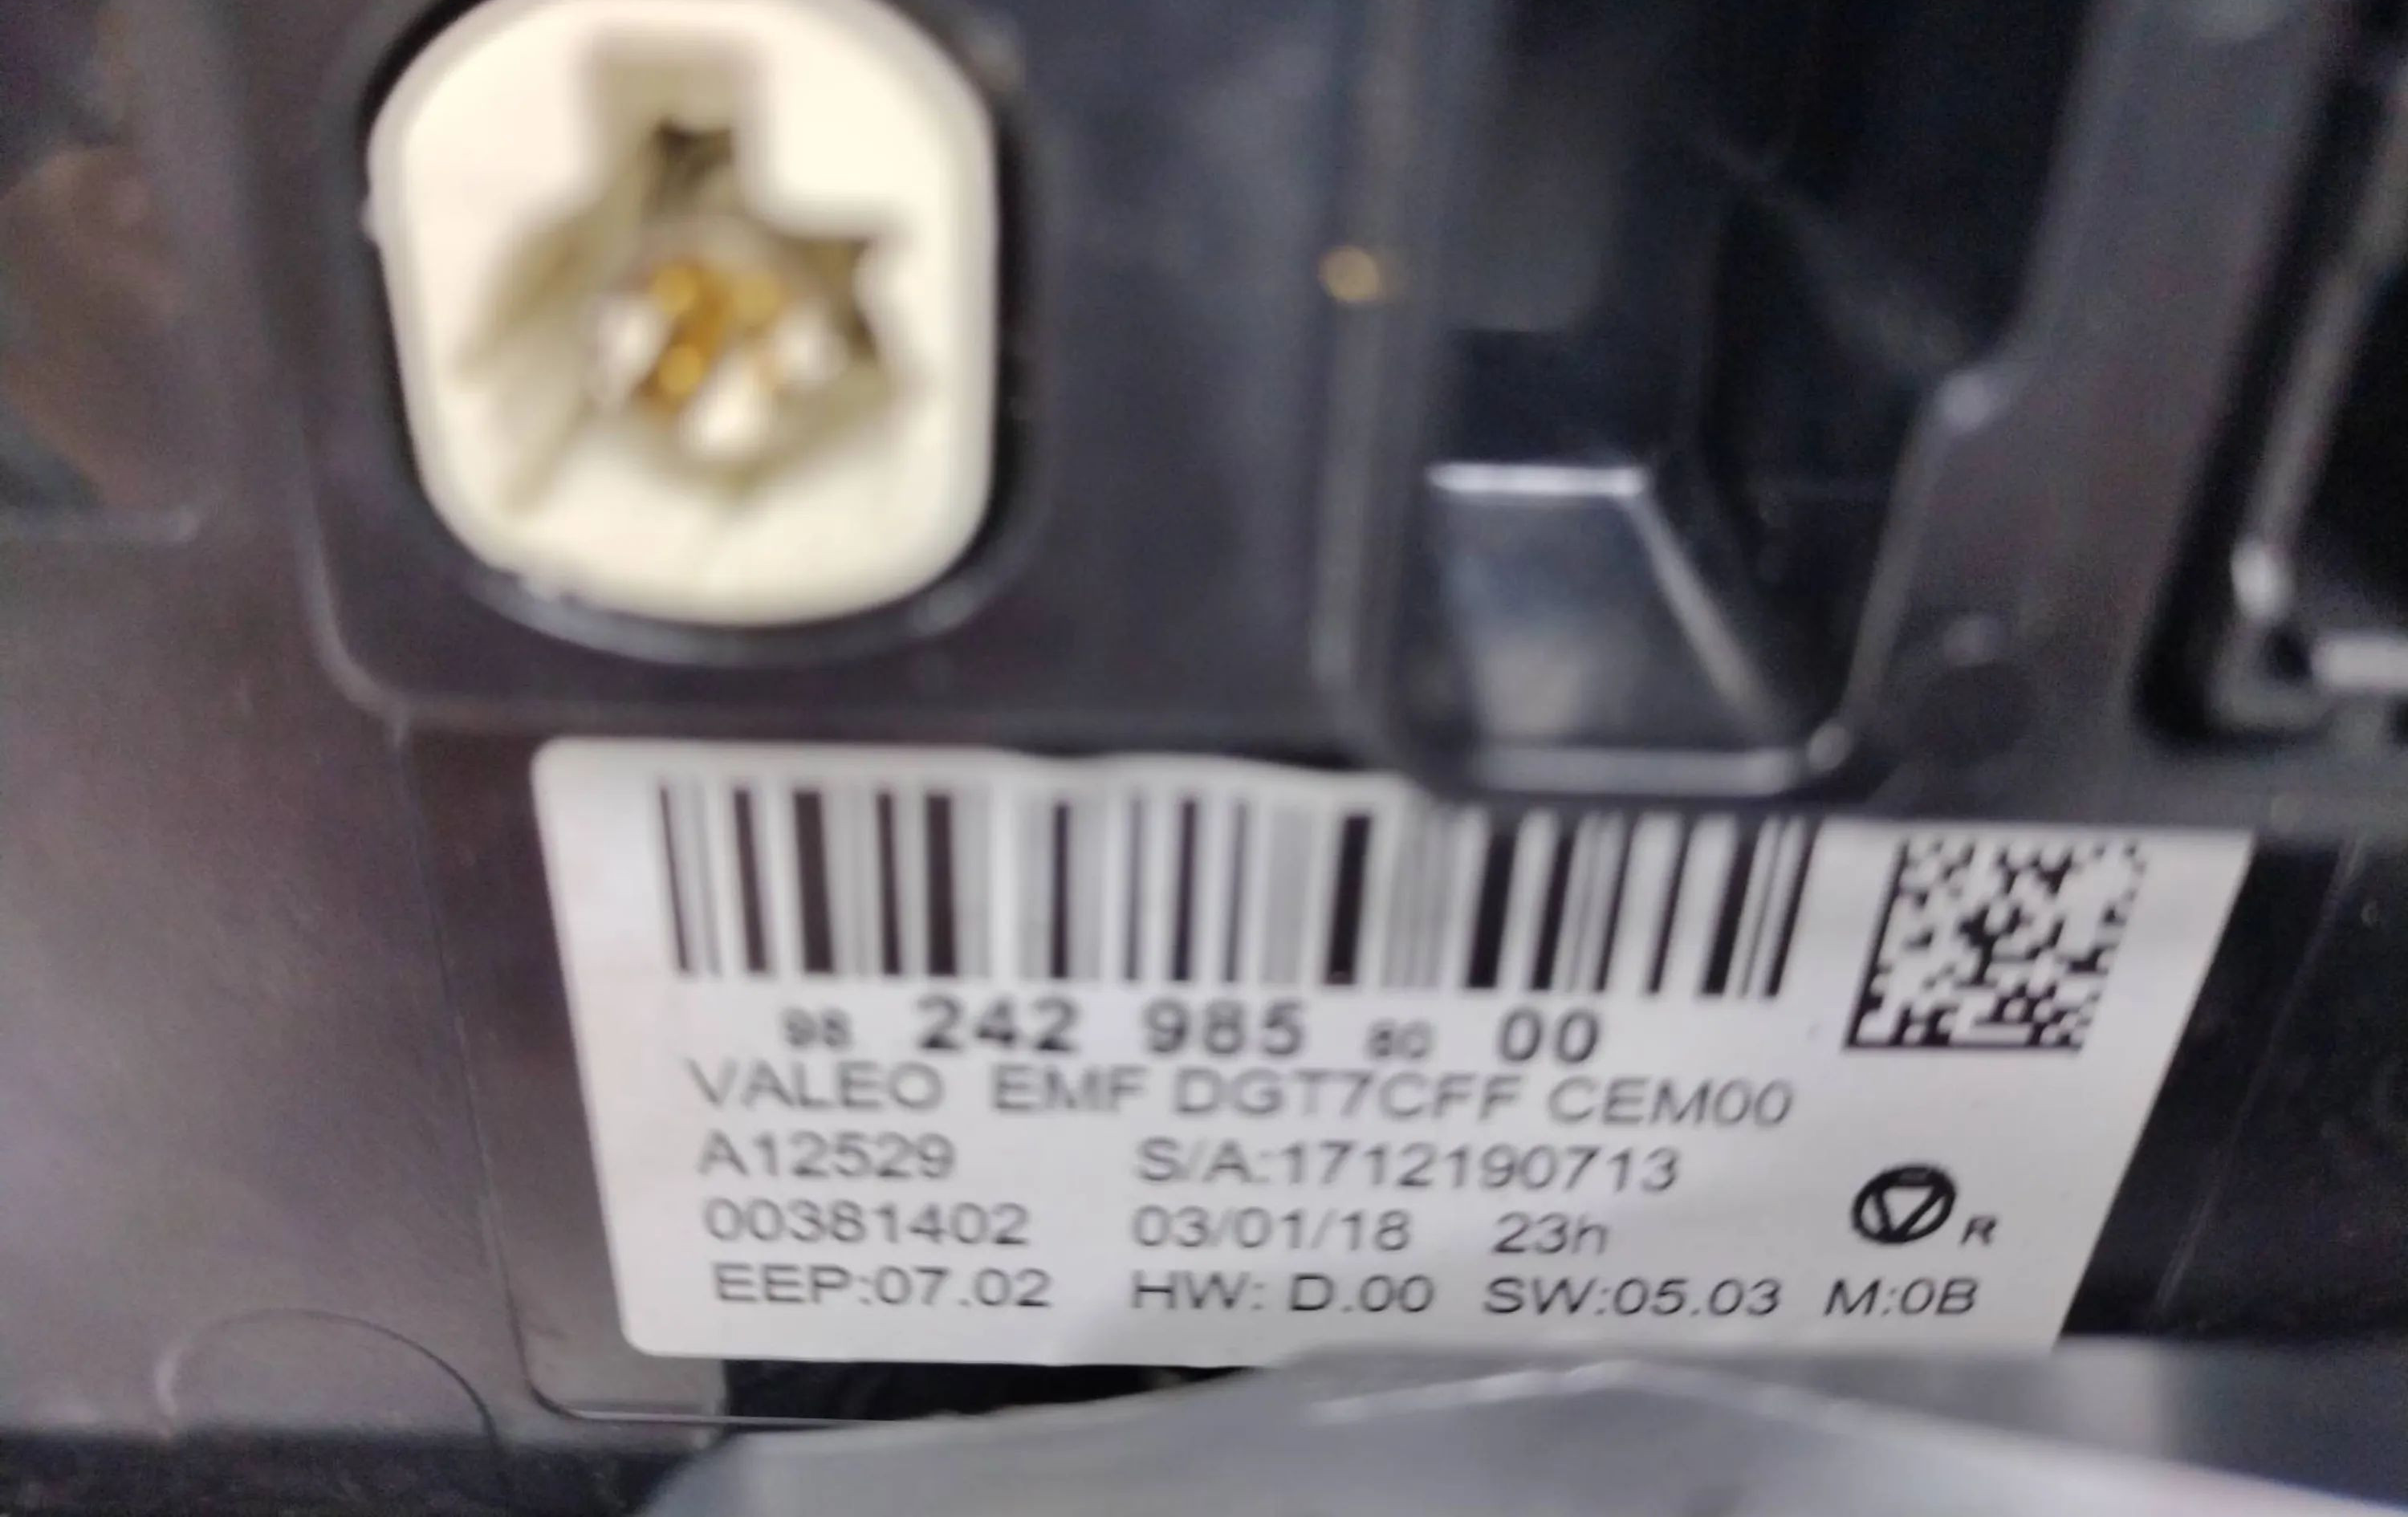 98 242 985 80 00
VALEO EMF DGT7CFF CEM00
A12529 S/A:1712190713
00381402 03/01/18 23h
R
EEP:07.02 HW: D.00 SW:05.03 M:0B